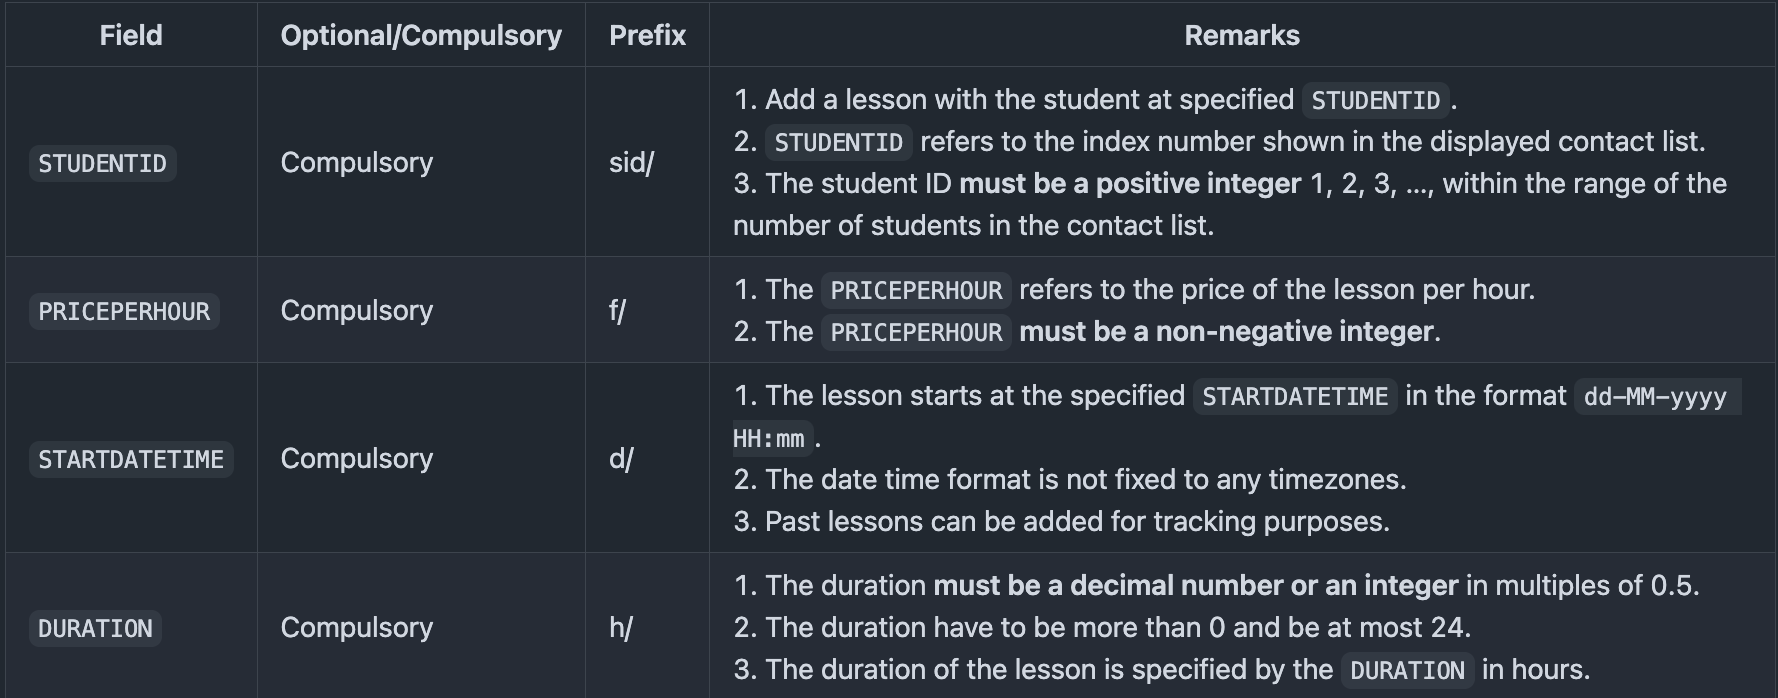 Field Optional/Compulsory Prefix Remarks
STUDENTID Compulsory sid/
1. Add a lesson with the student at specified STUDENTID.
2. STUDENTID refers to the index number shown in the displayed contact list.
3. The student ID must be a positive integer 1, 2, 3, ..., within the range of the
number of students in the contact list.
PRICEPERHOUR Compulsory f/
1. The PRICEPERHOUR refers to the price of the lesson per hour.
2. The PRICEPERHOUR must be a non-negative integer.
STARTDATETIME Compulsory d/
1. The lesson starts at the specified STARTDATETIME in the format dd-MM-yyyy
HH:mm.
2. The date time format is not fixed to any timezones.
3. Past lessons can be added for tracking purposes.
DURATION Compulsory h/
1. The duration must be a decimal number or an integer in multiples of 0.5.
2. The duration have to be more than 0 and be at most 24.
3. The duration of the lesson is specified by the DURATION in hours.